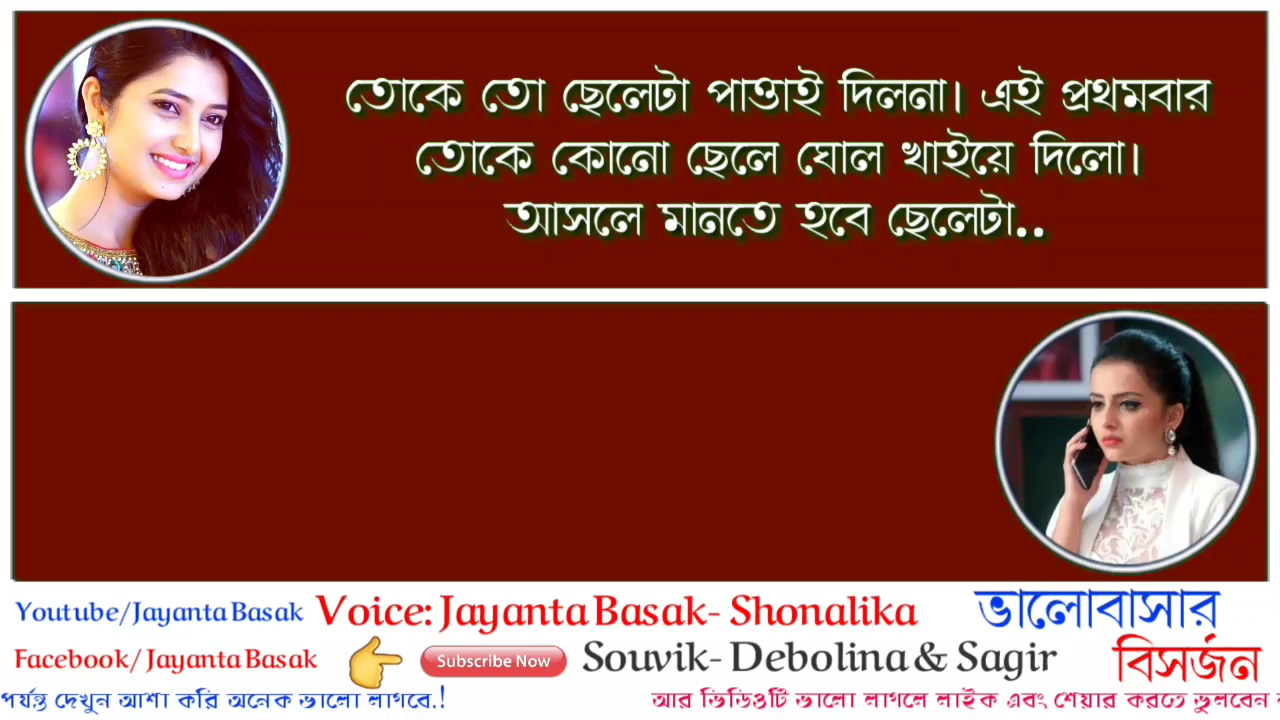 তোকে তো ছেলেটা পাত্তাই দিলনা। এই প্রথমবার
তোকে কোনো ছেলে ঘোল খাইয়ে দিলো।
আসলে মানতে হবে ছেলেটা..
Youtube/Jayanta Basak
Voice: Jayanta Basak- Shonalika
ভালোবাসার
Facebook/ Jayanta Basak
Subscribe Now
Souvik- Debolina & Sagir
বিসর্জন
পর্যন্ত দেখুন আশা করি অনেক ভালো লাগবে.!
আর ভিডিওটি ভালো লাগলে লাইক এবং শেয়ার করতে ভুলবেন